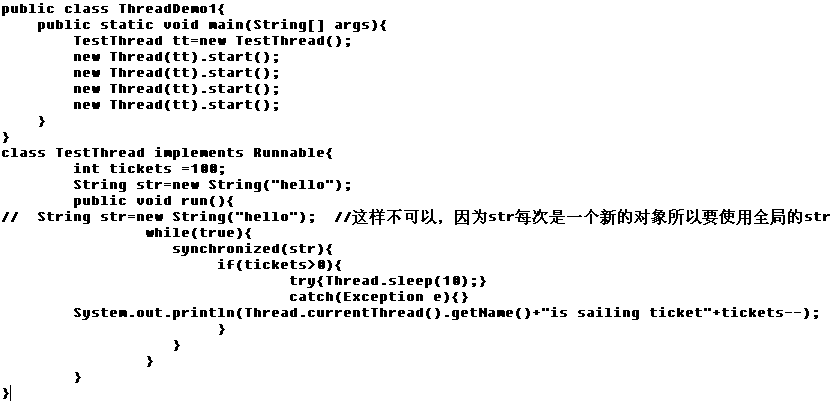 public class ThreadDemo1{
    public static void main(String[] args){
        TestThread tt=new TestThread();
        new Thread(tt).start();
        new Thread(tt).start();
        new Thread(tt).start();
        new Thread(tt).start();
    }
}
class TestThread implements Runnable{
        int tickets =100;
        String str=new String("hello");
        public void run(){
//  String str=new String("hello");  //这样不可以，因为str每次是一个新的对象所以要使用全局的str
                while(true){
                   synchronized(str){
                        if(tickets>0){
                                try{Thread.sleep(10);}
                                catch(Exception e){}
        System.out.println(Thread.currentThread().getName()+"is sailing ticket"+tickets--);
                        }
                   }
                }
        }
}